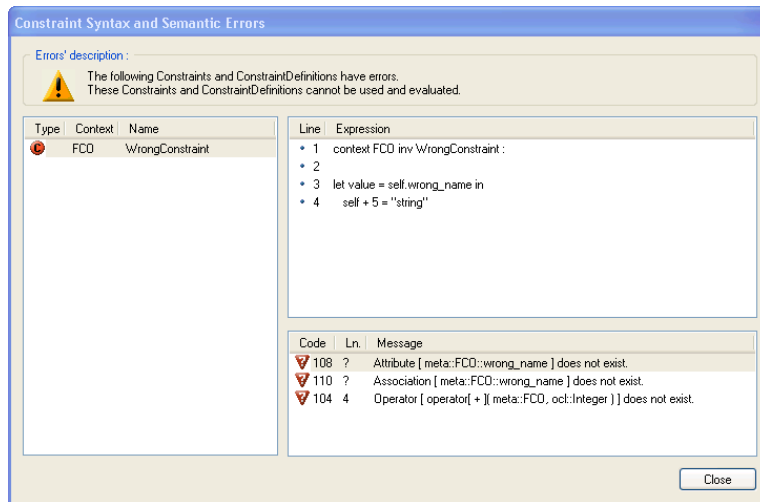 Constraint Syntax and Semantic Errors
Errors' description :
The following Constraints and ConstraintDefinitions have errors.
These Constraints and ConstraintDefinitions cannot be used and evaluated.
Type Context Name
C FCO WrongConstraint
Line Expression
1 context FCO inv WrongConstraint :
2
3 let value = self.wrong_name in
4 self + 5 = "string"
Code Ln. Message
? 108 ? Attribute [ meta::FCO::wrong_name ] does not exist.
? 110 ? Association [ meta::FCO::wrong_name ] does not exist.
? 104 4 Operator [ operator[ + ]( meta::FCO, ocl::Integer ) ] does not exist.
Close